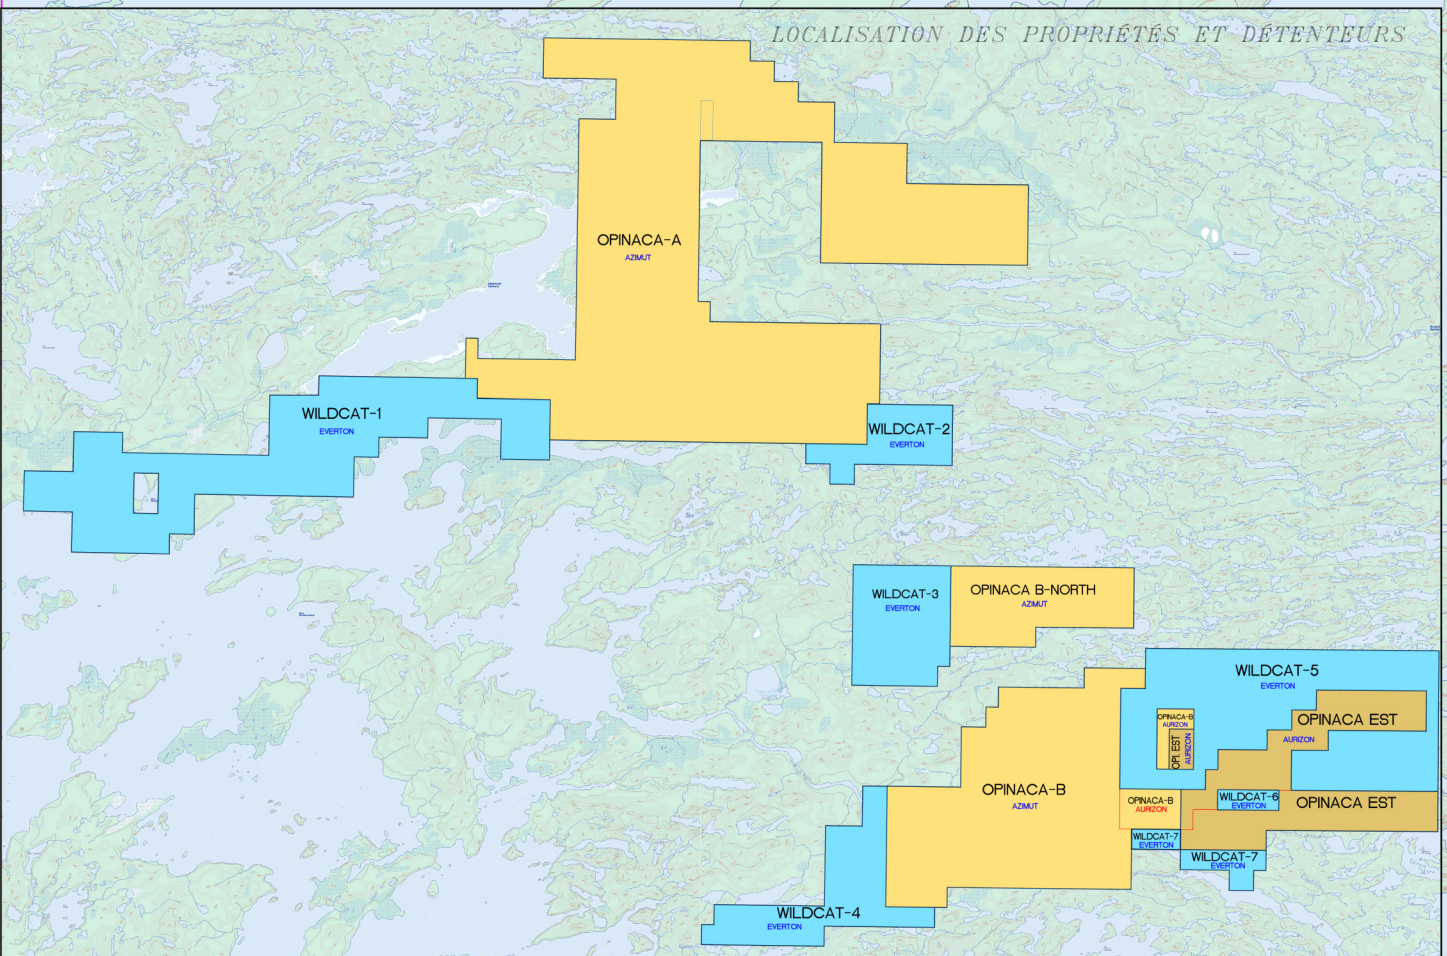 LOCALISATION DES PROPRIÉTÉS ET DÉTENTEURS
OPINACA-A
AZIMUT
WILDCAT-1
EVERTON
WILDCAT-2
EVERTON
WILDCAT-3
EVERTON
OPINACA B-NORTH
AZIMUT
WILDCAT-5
EVERTON
OPINACA-B
AURIZON
OPI. EST
AURIZON
OPINACA EST
AURIZON
OPINACA-B
AZIMUT
OPINACA-B
AURIZON
WILDCAT-6
EVERTON
OPINACA EST
WILDCAT-7
EVERTON
WILDCAT-7
EVERTON
WILDCAT-4
EVERTON